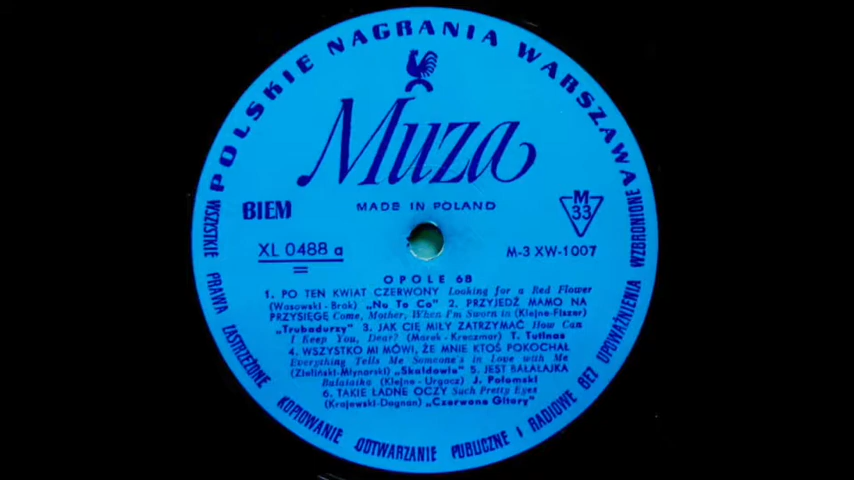 POLSKIE NAGRANIA WARSZAWA
Muza
MADE IN POLAND
BIEM
M
33
XL 0488 a
M-3 XW-1007
OPOLE 68
1. PO TEN KWIAT CZERWONY Looking for a Red Flower
(Wasowski-Brok) „No To Co" 2. PRZYJEDŹ MAMO NA
PRZYSIĘGĘ Come, Mother, When I'm Sworn in (Klejne-Fiszer)
„Trubadurzy" 3. JAK CIĘ MIŁY ZATRZYMAĆ How Can
I Keep You, Dear? (Marek-Kreczmar) T. Tutinas
4. WSZYSTKO MI MÓWI, ŻE MNIE KTOŚ POKOCHAŁ
Everything Tells Me Someone's in Love with Me
(Zieliński-Młynarski) „Skaldowie" 5. JEST BAŁAŁAJKA
Balalaika (Klejne-Urgacz) J. Połomski
6. TAKIE ŁADNE OCZY Such Pretty Eyes
(Krajewski-Dagnan) „Czerwone Gitary"
WSZYSTKIE PRAWA ZASTRZEŻONE KOPIOWANIE ODTWARZANIE PUBLICZNE I RADIOWE BEZ UPOWAŻNIENIA WZBRONIONE